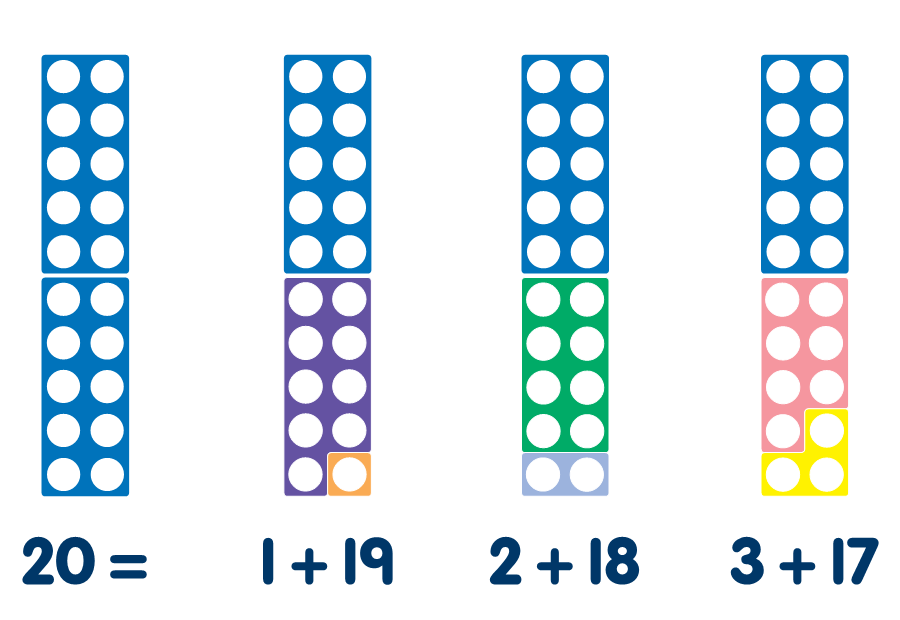 20 = 1 + 19 2 + 18 3 + 17